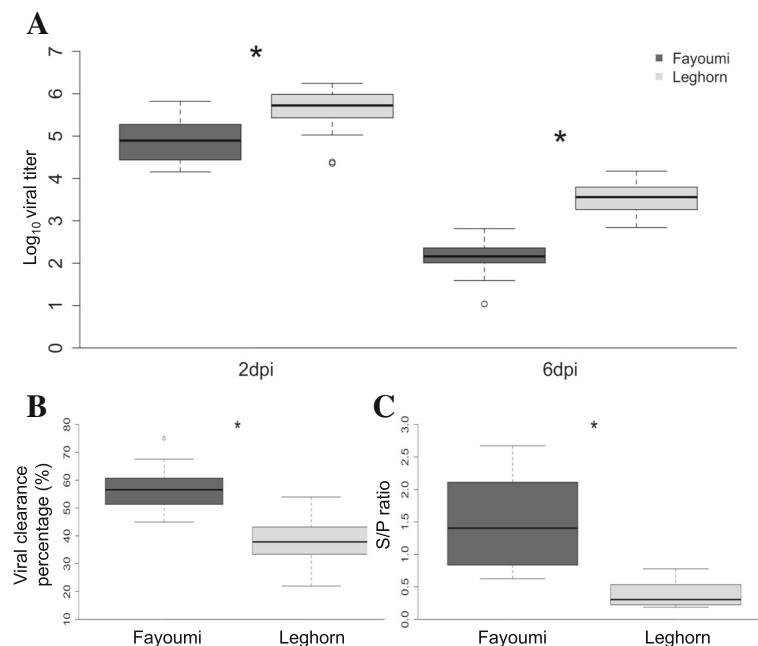 A
*
*
Fayoumi
Leghorn
Log10 viral titer
7
6
5
4
3
2
1
0
2dpi
6dpi
B
*
Viral clearance
percentage (%)
80
70
60
50
40
30
20
10
Fayoumi
Leghorn
C
*
S/P ratio
3.0
2.5
2.0
1.5
1.0
0.5
0.0
Fayoumi
Leghorn